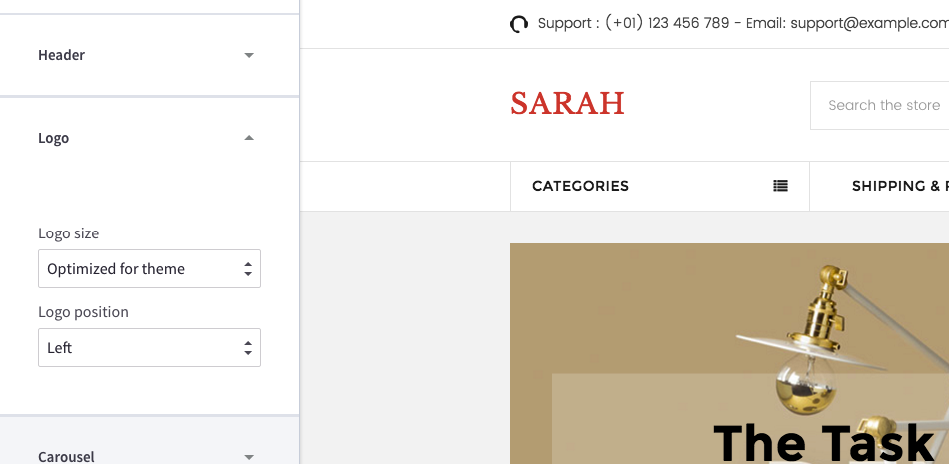 Header
Logo
Logo size
Optimized for theme
Logo position
Left
Carousel
Support : (+01) 123 456 789 - Email: support@example.com
SARAH
Search the store
CATEGORIES
SHIPPING &
The Task